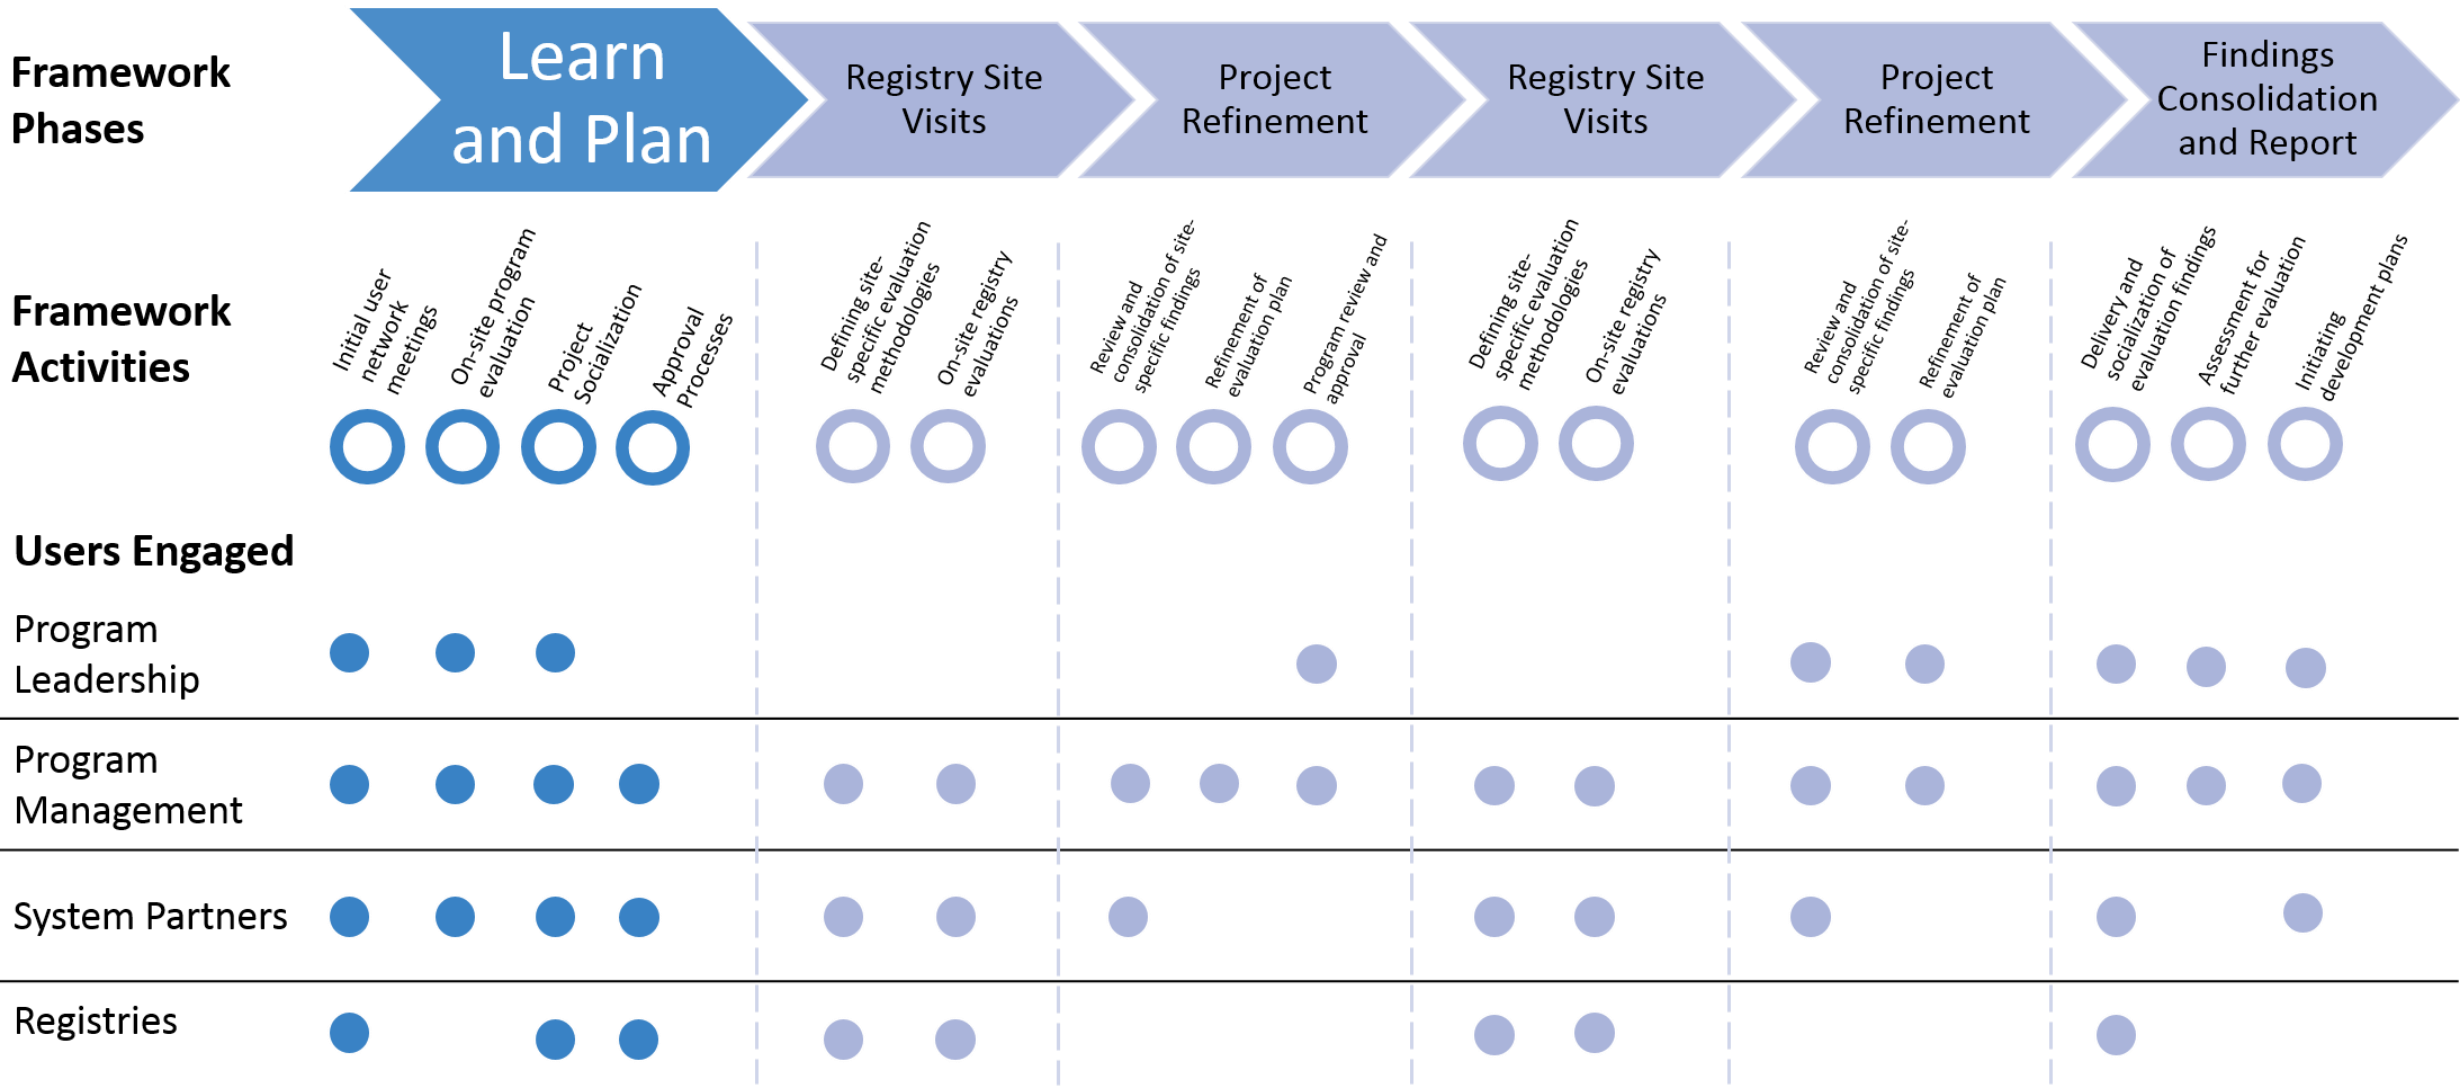 Framework
Phases
Learn
and Plan
Registry Site
Visits
Project
Refinement
Registry Site
Visits
Project
Refinement
Findings
Consolidation
and Report
Framework
Activities
Initial user
network
meetings
On-site program
evaluation
Project
Socialization
Approval
Processes
Defining site-
specific evaluation
methodologies
On-site registry
evaluations
Review and
consolidation of site-
specific findings
Refinement of
evaluation plan
Program review and
approval
Defining site-
specific evaluation
methodologies
On-site registry
evaluations
Review and
consolidation of site-
specific findings
Refinement of
evaluation plan
Delivery and
socialization of
evaluation findings
Assessment for
further evaluation
Initiating
development plans
Users Engaged
Program
Leadership
Program
Management
System Partners
Registries